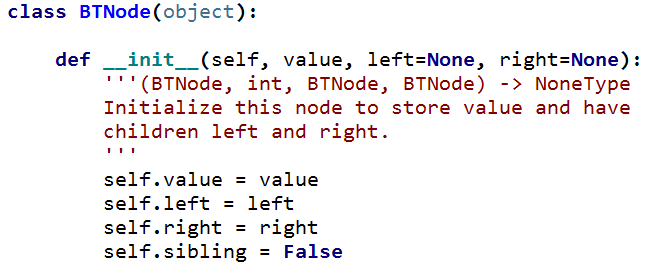 class BTNode(object):
def __init__(self, value, left=None, right=None):
'''(BTNode, int, BTNode, BTNode) -> NoneType
Initialize this node to store value and have
children left and right.
'''
self.value = value
self.left = left
self.right = right
self.sibling = False